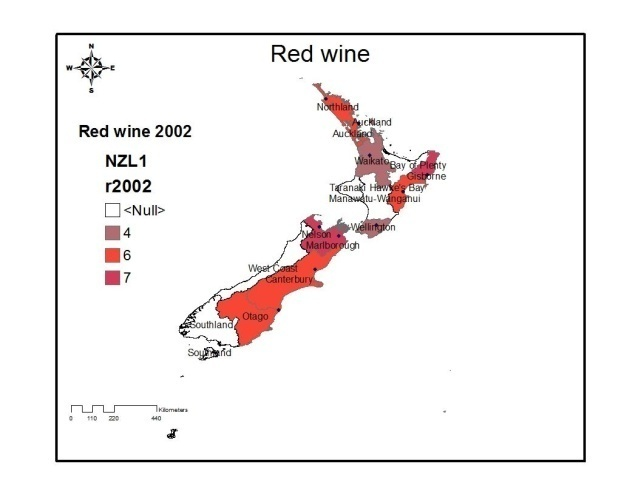 Red wine
N
W E
S
Red wine 2002
NZL1
r2002
<Null>
4
6
7
Northland
Auckland
Auckland
Waikato
Bay of Plenty
Gisborne
Taranaki Hawke's Bay
Manawatu-Wanganui
Wellington
Nelson
Marlborough
West Coast
Canterbury
Otago
Southland
Southland
Kilometers
0 110 220 440